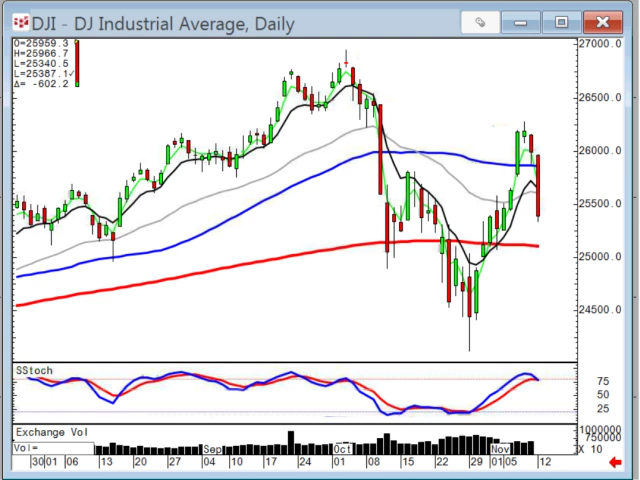 DJI - DJ Industrial Average, Daily
O=25959.3
H=25966.7
L=25340.5
L=25387.1✓
Δ= -602.2
27000.0
26500.0
26000.0
25500.0
25000.0
24500.0
SStoch
75
50
25
Exchange Vol
Vol=
1000000
750000
X 10
30 01 06 13 20 27 Sep 04 10 17 24 Oct 01 08 15 22 29 Nov 01 05 12